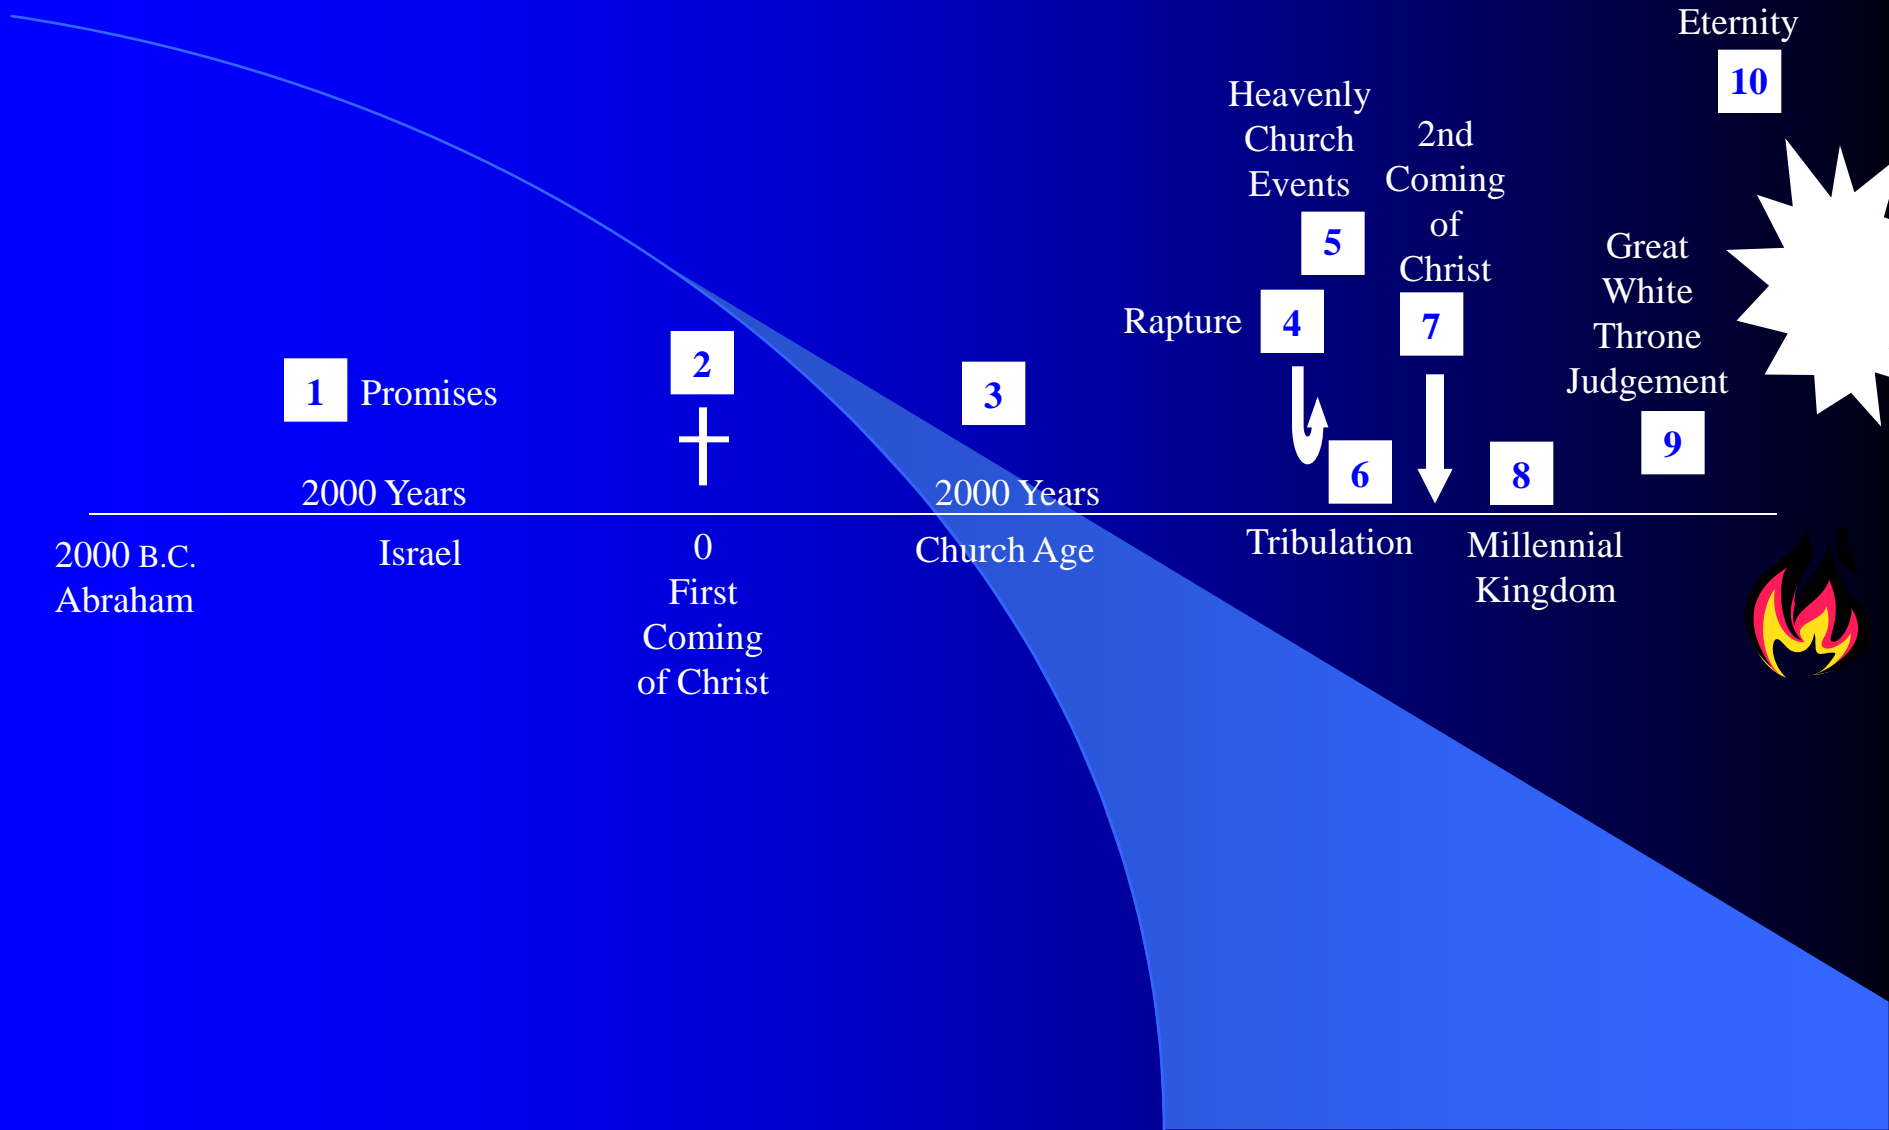 Eternity
10
Heavenly
Church
Events
5
2nd
Coming
of
Christ
7
Great
White
Throne
Judgement
9
Rapture 4
1 Promises
2
3
6
8
2000 Years
2000 Years
2000 B.C.
Abraham
Israel
0
First
Coming
of Christ
Church Age
Tribulation
Millennial
Kingdom